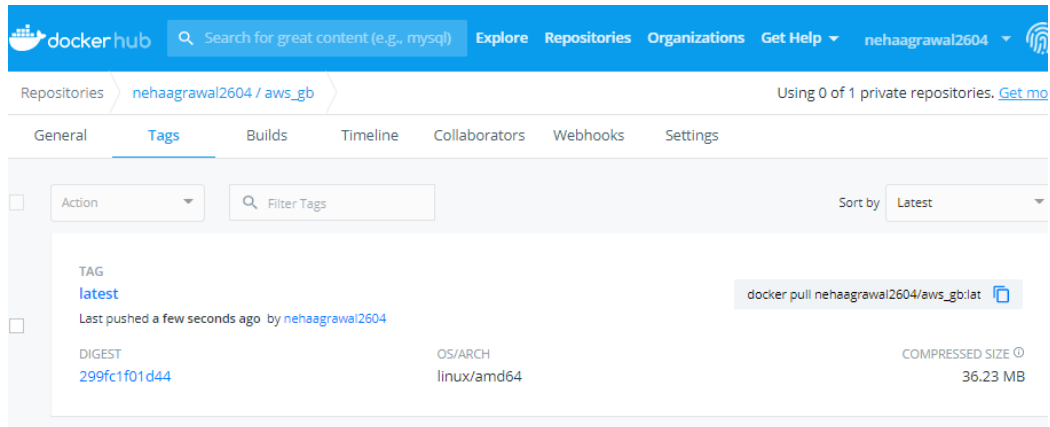 dockerhub Search for great content (e.g., mysql) Explore Repositories Organizations Get Help nehaagrawal2604
Repositories nehaagrawal2604 / aws_gb Using 0 of 1 private repositories. Get mo
General Tags Builds Timeline Collaborators Webhooks Settings
Action Filter Tags Sort by Latest
TAG
latest
docker pull nehaagrawal2604/aws_gb:lat
Last pushed a few seconds ago by nehaagrawal2604
DIGEST OS/ARCH COMPRESSED SIZE
299fc1f01d44 linux/amd64 36.23 MB